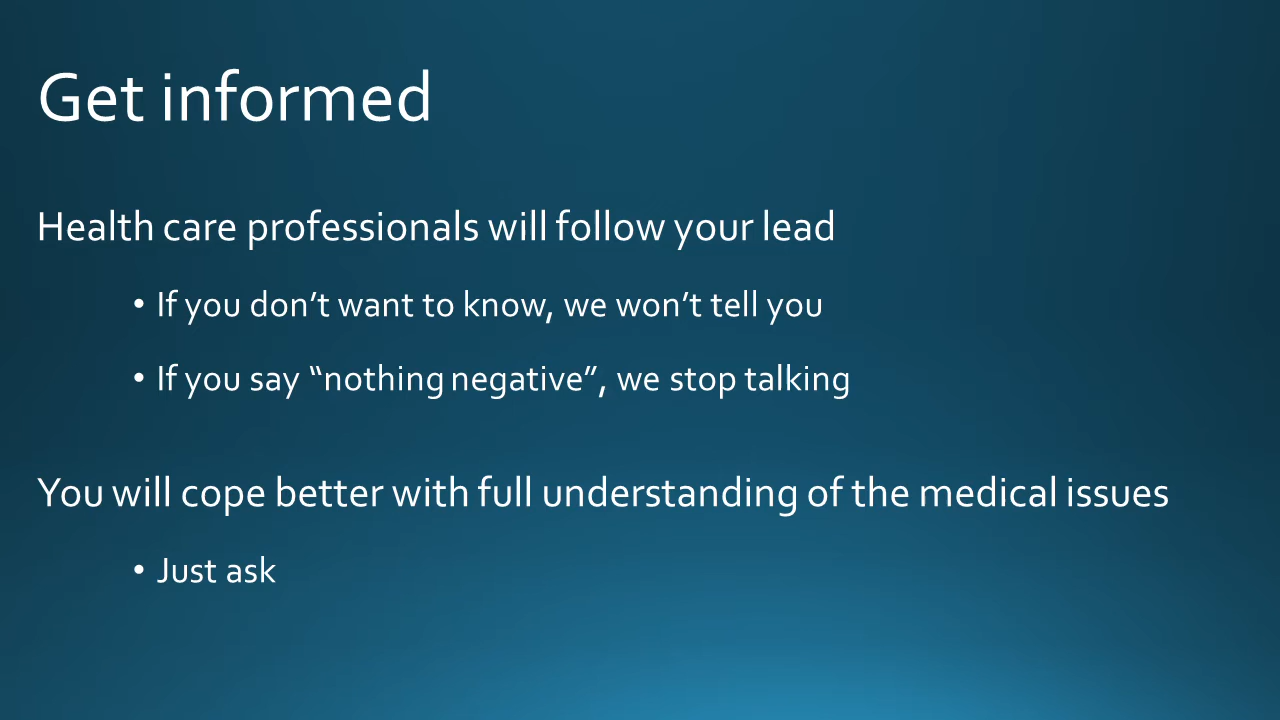 Get informed
Health care professionals will follow your lead
• If you don’t want to know, we won’t tell you
• If you say “nothing negative”, we stop talking
You will cope better with full understanding of the medical issues
• Just ask